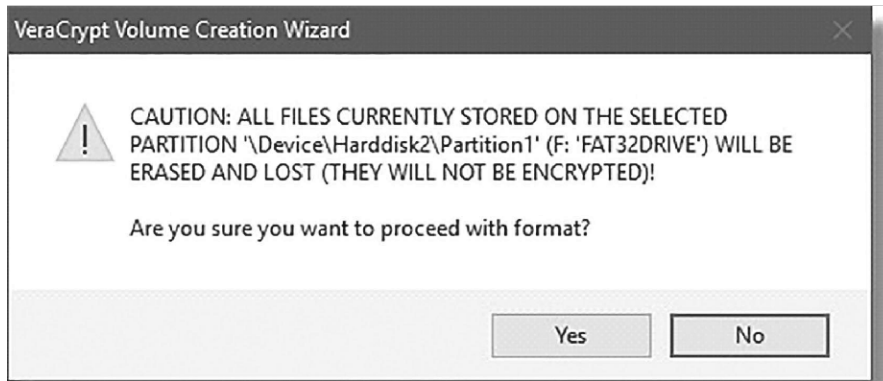 VeraCrypt Volume Creation Wizard
CAUTION: ALL FILES CURRENTLY STORED ON THE SELECTED
PARTITION '\Device\Harddisk2\Partition1' (F: 'FAT32DRIVE') WILL BE
ERASED AND LOST (THEY WILL NOT BE ENCRYPTED)!
Are you sure you want to proceed with format?
Yes No